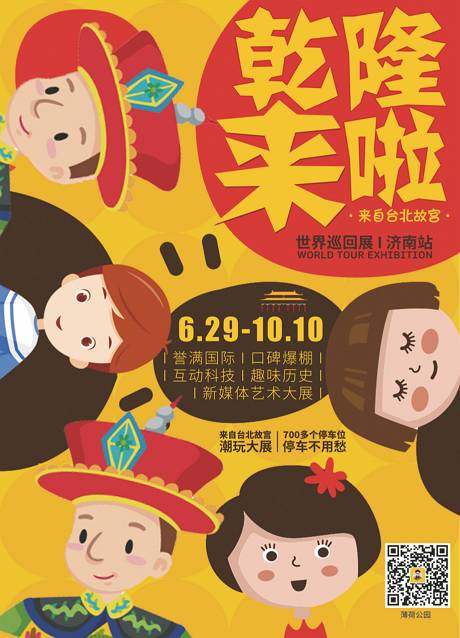 乾隆
来啦
·来自台北故宫·
世界巡回展 | 济南站
WORLD TOUR EXHIBITION
6.29-10.10
| 誉满国际 | 口碑爆棚 |
| 互动科技 | 趣味历史 |
| 新媒体艺术大展 |
来自台北故宫 | 700多个停车位
潮玩大展 | 停车不用愁
薄荷公园